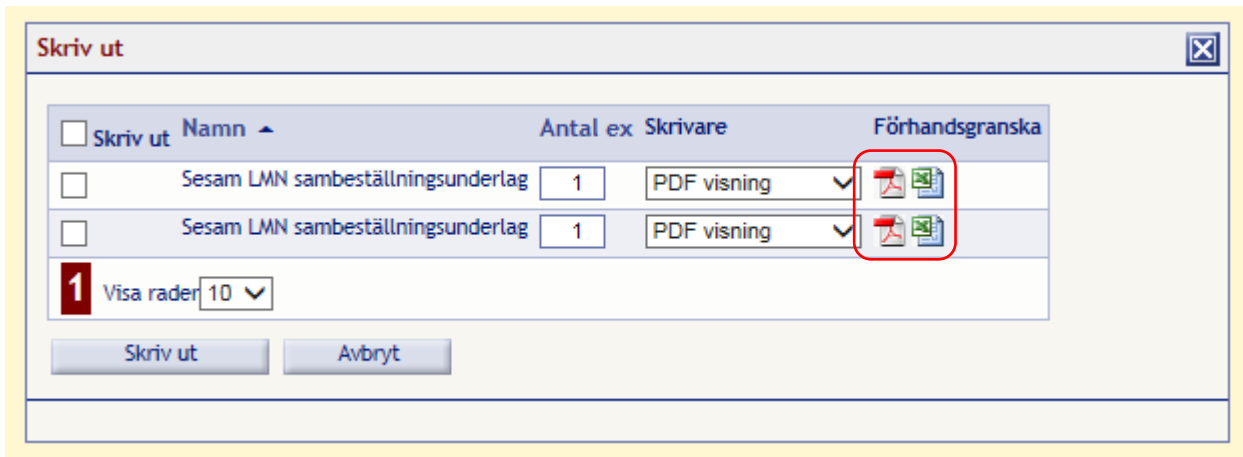 Skriv ut
Skriv ut Namn Antal ex Skrivare Förhandsgranska
Sesam LMN sambeställningsunderlag 1 PDF visning
Sesam LMN sambeställningsunderlag 1 PDF visning
1 Visa rader 10
Skriv ut Avbryt